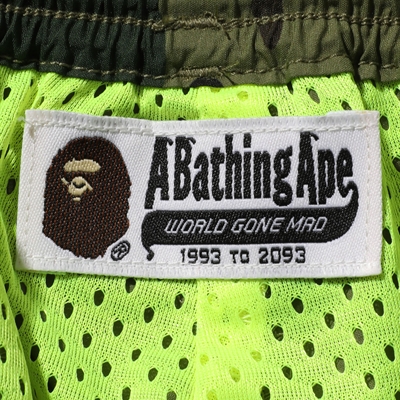 A Bathing Ape
WORLD GONE MAD
1993 TO 2093
®